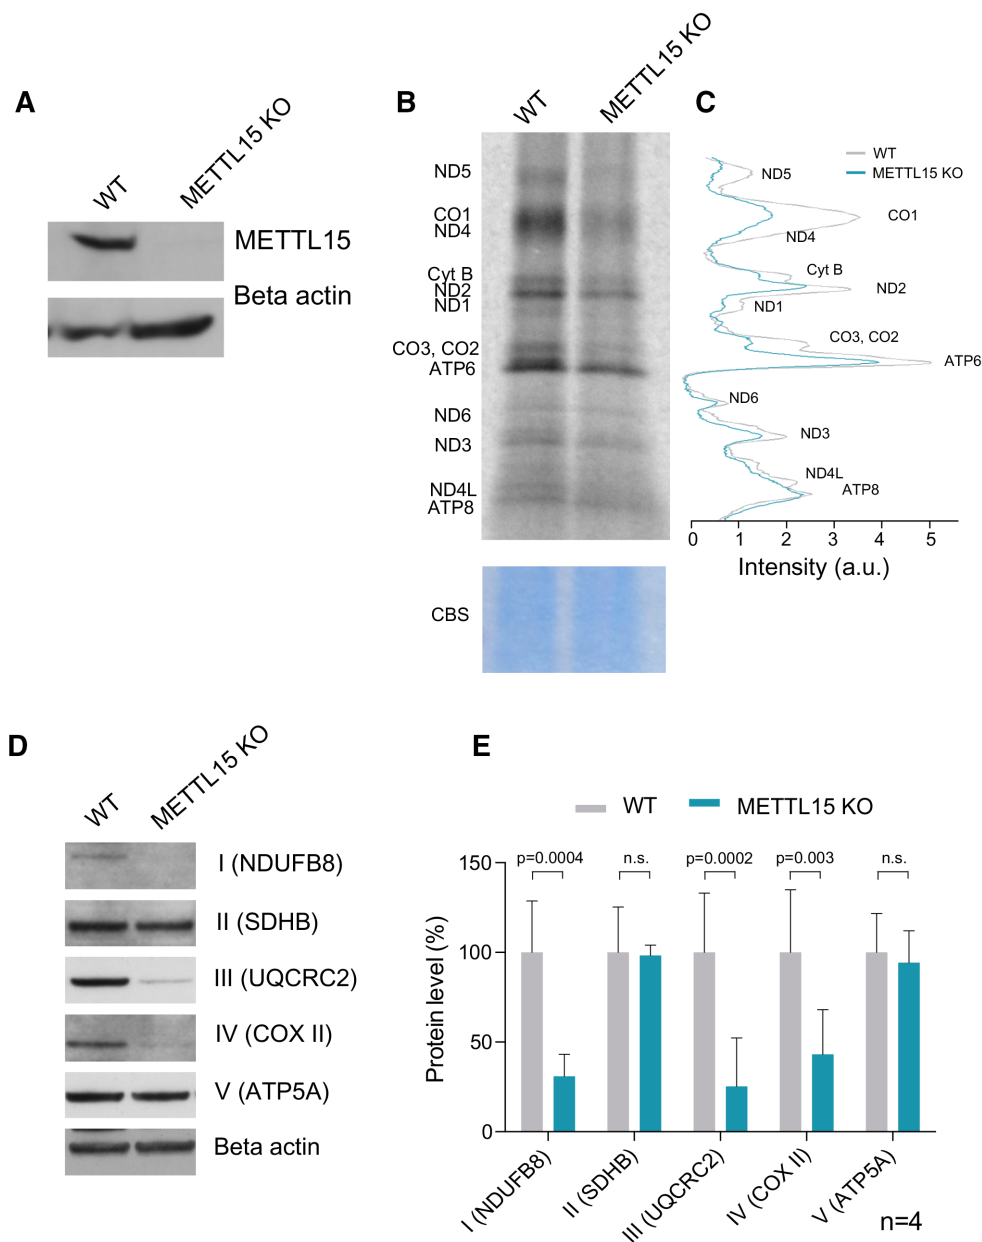 A
WT
METTL15 KO
METTL15
Beta actin
B
WT
METTL15 KO
ND5
CO1
ND4
Cyt B
ND2
ND1
CO3, CO2
ATP6
ND6
ND3
ND4L
ATP8
CBS
C
WT
METTL15 KO
ND5
CO1
ND4
Cyt B
ND2
ND1
CO3, CO2
ATP6
ND6
ND3
ND4L
ATP8
0 1 2 3 4 5
Intensity (a.u.)
D
WT
METTL15 KO
I (NDUFB8)
II (SDHB)
III (UQCRC2)
IV (COX II)
V (ATP5A)
Beta actin
E
WT
METTL15 KO
Protein level (%)
150
100
50
0
p=0.0004
n.s.
p=0.0002
p=0.003
n.s.
I (NDUFB8)
II (SDHB)
III (UQCRC2)
IV (COX II)
V (ATP5A)
n=4